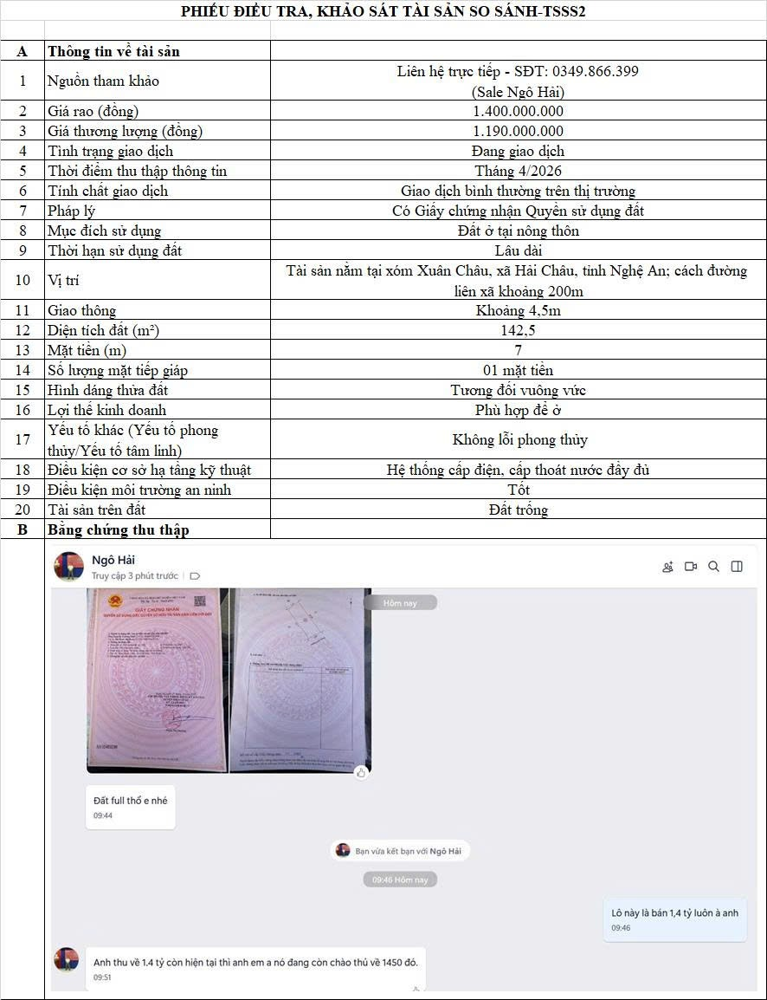 PHIẾU ĐIỀU TRA, KHẢO SÁT TÀI SẢN SO SÁNH-TSSS2
A Thông tin về tài sản
1 Nguồn tham khảo Liên hệ trực tiếp - SĐT: 0349.866.399
(Sale Ngô Hải)
2 Giá rao (đồng) 1.400.000.000
3 Giá thương lượng (đồng) 1.190.000.000
4 Tình trạng giao dịch Đang giao dịch
5 Thời điểm thu thập thông tin Tháng 4/2026
6 Tính chất giao dịch Giao dịch bình thường trên thị trường
7 Pháp lý Có Giấy chứng nhận Quyền sử dụng đất
8 Mục đích sử dụng Đất ở tại nông thôn
9 Thời hạn sử dụng đất Lâu dài
10 Vị trí Tài sản nằm tại xóm Xuân Châu, xã Hải Châu, tỉnh Nghệ An; cách đường
liên xã khoảng 200m
11 Giao thông Khoảng 4,5m
12 Diện tích đất (m²) 142,5
13 Mặt tiền (m) 7
14 Số lượng mặt tiếp giáp 01 mặt tiền
15 Hình dáng thửa đất Tương đối vuông vức
16 Lợi thế kinh doanh Phù hợp để ở
17 Yếu tố khác (Yếu tố phong
thủy/Yếu tố tâm linh) Không lỗi phong thủy
18 Điều kiện cơ sở hạ tầng kỹ thuật Hệ thống cấp điện, cấp thoát nước đầy đủ
19 Điều kiện môi trường an ninh Tốt
20 Tài sản trên đất Đất trống
B Bằng chứng thu thập
Ngô Hải
Truy cập 3 phút trước
Hôm nay
GIẤY CHỨNG NHẬN
QUYỀN SỬ DỤNG ĐẤT, QUYỀN SỞ HỮU TÀI SẢN GẮN LIỀN VỚI ĐẤT
Đất full thổ e nhé
09:44
Bạn vừa kết bạn với Ngô Hải
09:46 Hôm nay
Lô này là bán 1,4 tỷ luôn à anh
09:46
Anh thu về 1.4 tỷ còn hiện tại thì anh em a nó đang còn chào thủ về 1450 đó.
09:51